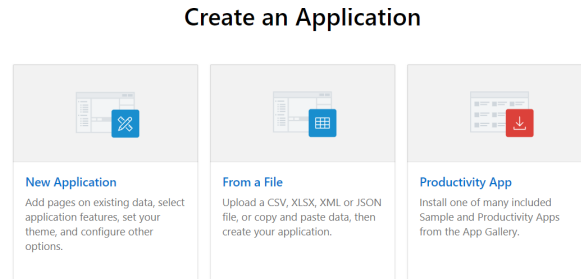 Create an Application
New Application
Add pages on existing data, select
application features, set your
theme, and configure other
options.
From a File
Upload a CSV, XLSX, XML or JSON
file, or copy and paste data, then
create your application.
Productivity App
Install one of many included
Sample and Productivity Apps
from the App Gallery.